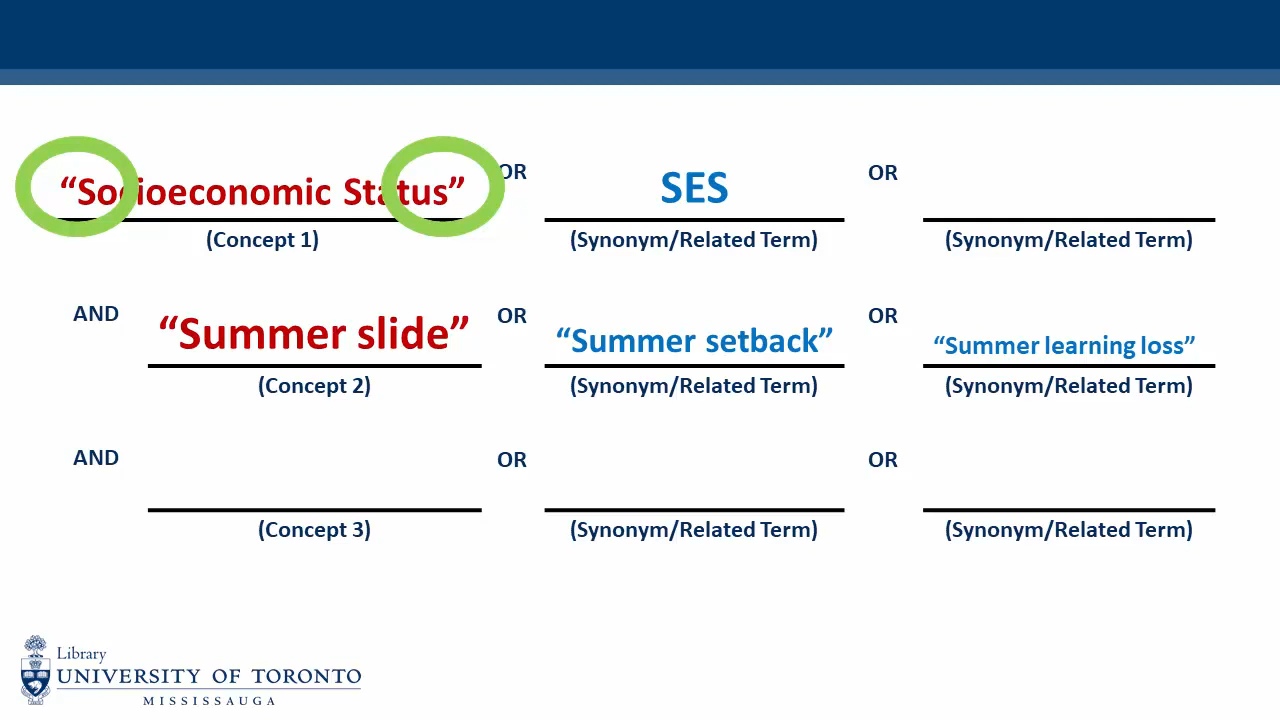 “Socioeconomic Status” OR SES OR
(Concept 1) (Synonym/Related Term) (Synonym/Related Term)
AND “Summer slide” OR “Summer setback” OR “Summer learning loss”
(Concept 2) (Synonym/Related Term) (Synonym/Related Term)
AND OR OR
(Concept 3) (Synonym/Related Term) (Synonym/Related Term)
Library
UNIVERSITY OF TORONTO
MISSISSAUGA